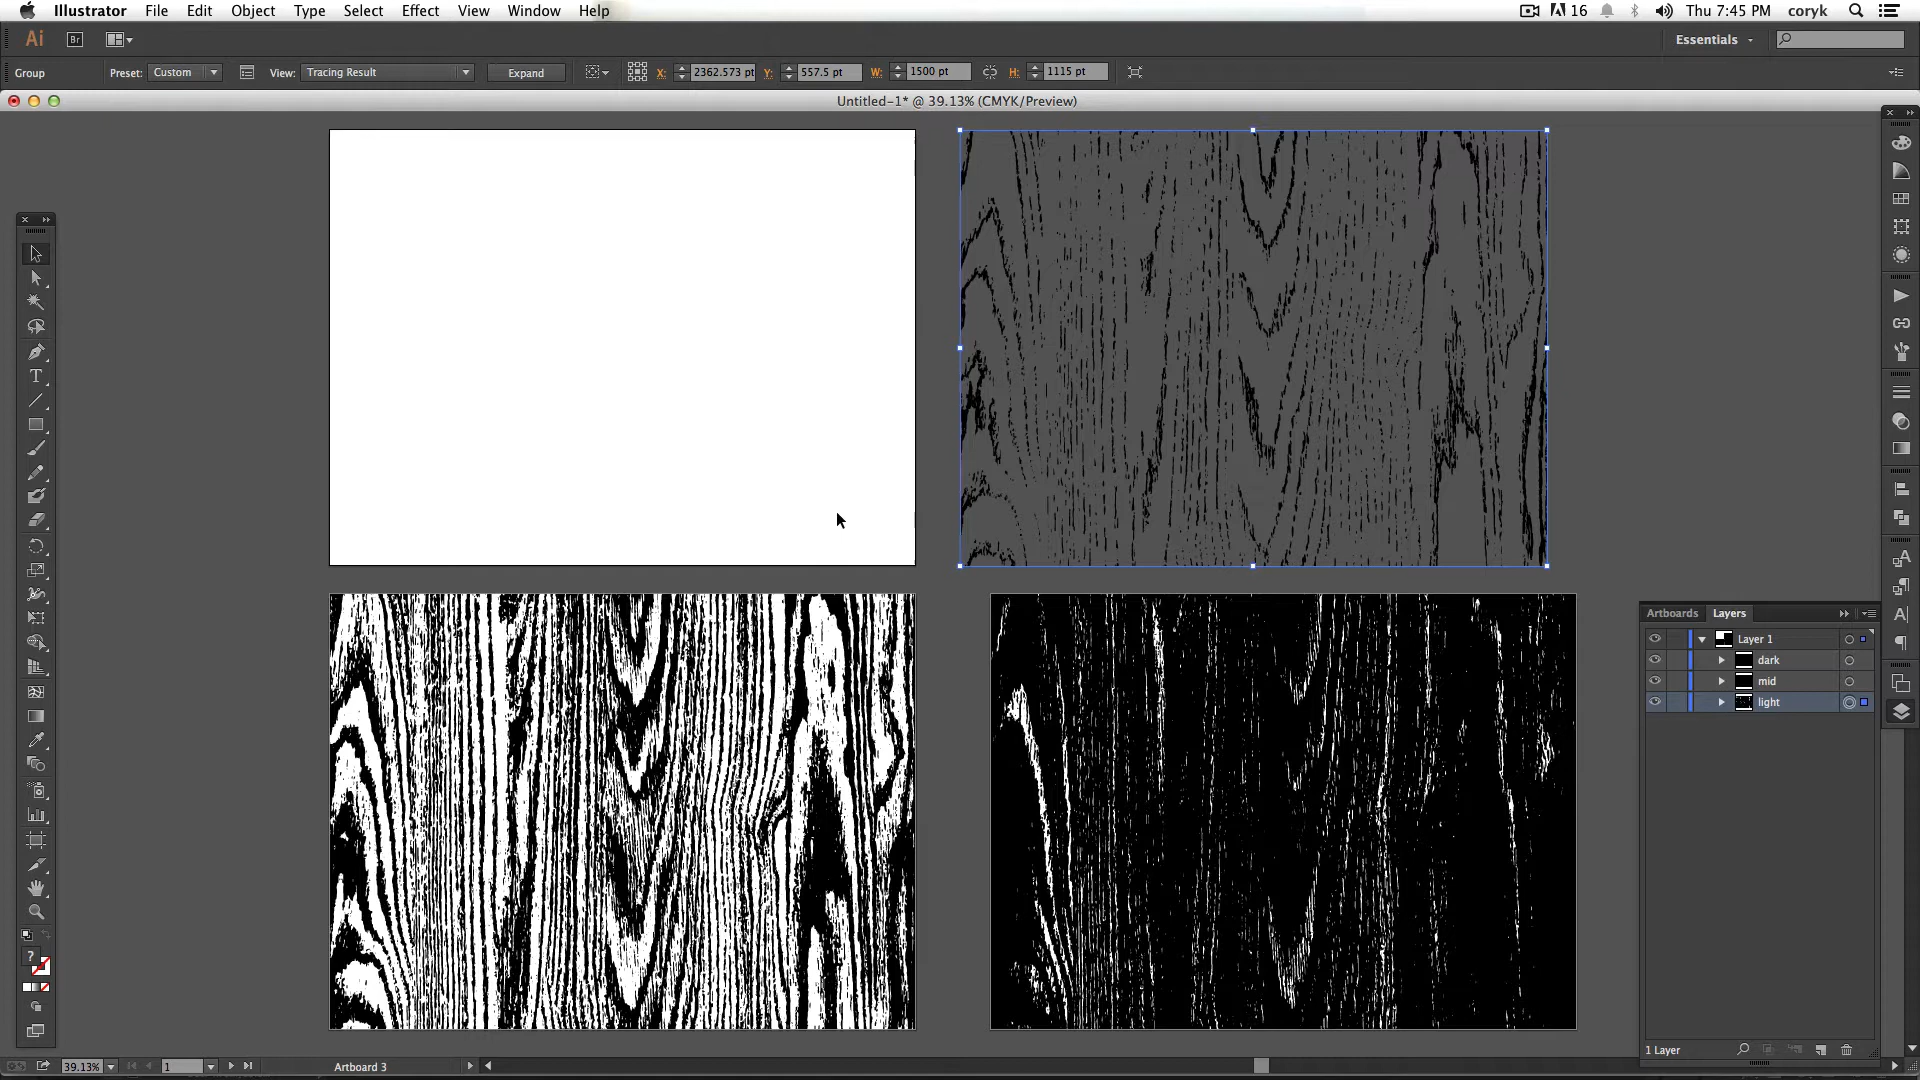 Illustrator File Edit Object Type Select Effect View Window Help 16 Thu 7:45 PM coryk
Ai Br Essentials
Group Preset: Custom View: Tracing Result Expand X: 2362.573 pt Y: 557.5 pt W: 1500 pt H: 1115 pt
Untitled-1* @ 39.13% (CMYK/Preview)
Artboards Layers
Layer 1
dark
mid
light
1 Layer
39.13% 1 Artboard 3